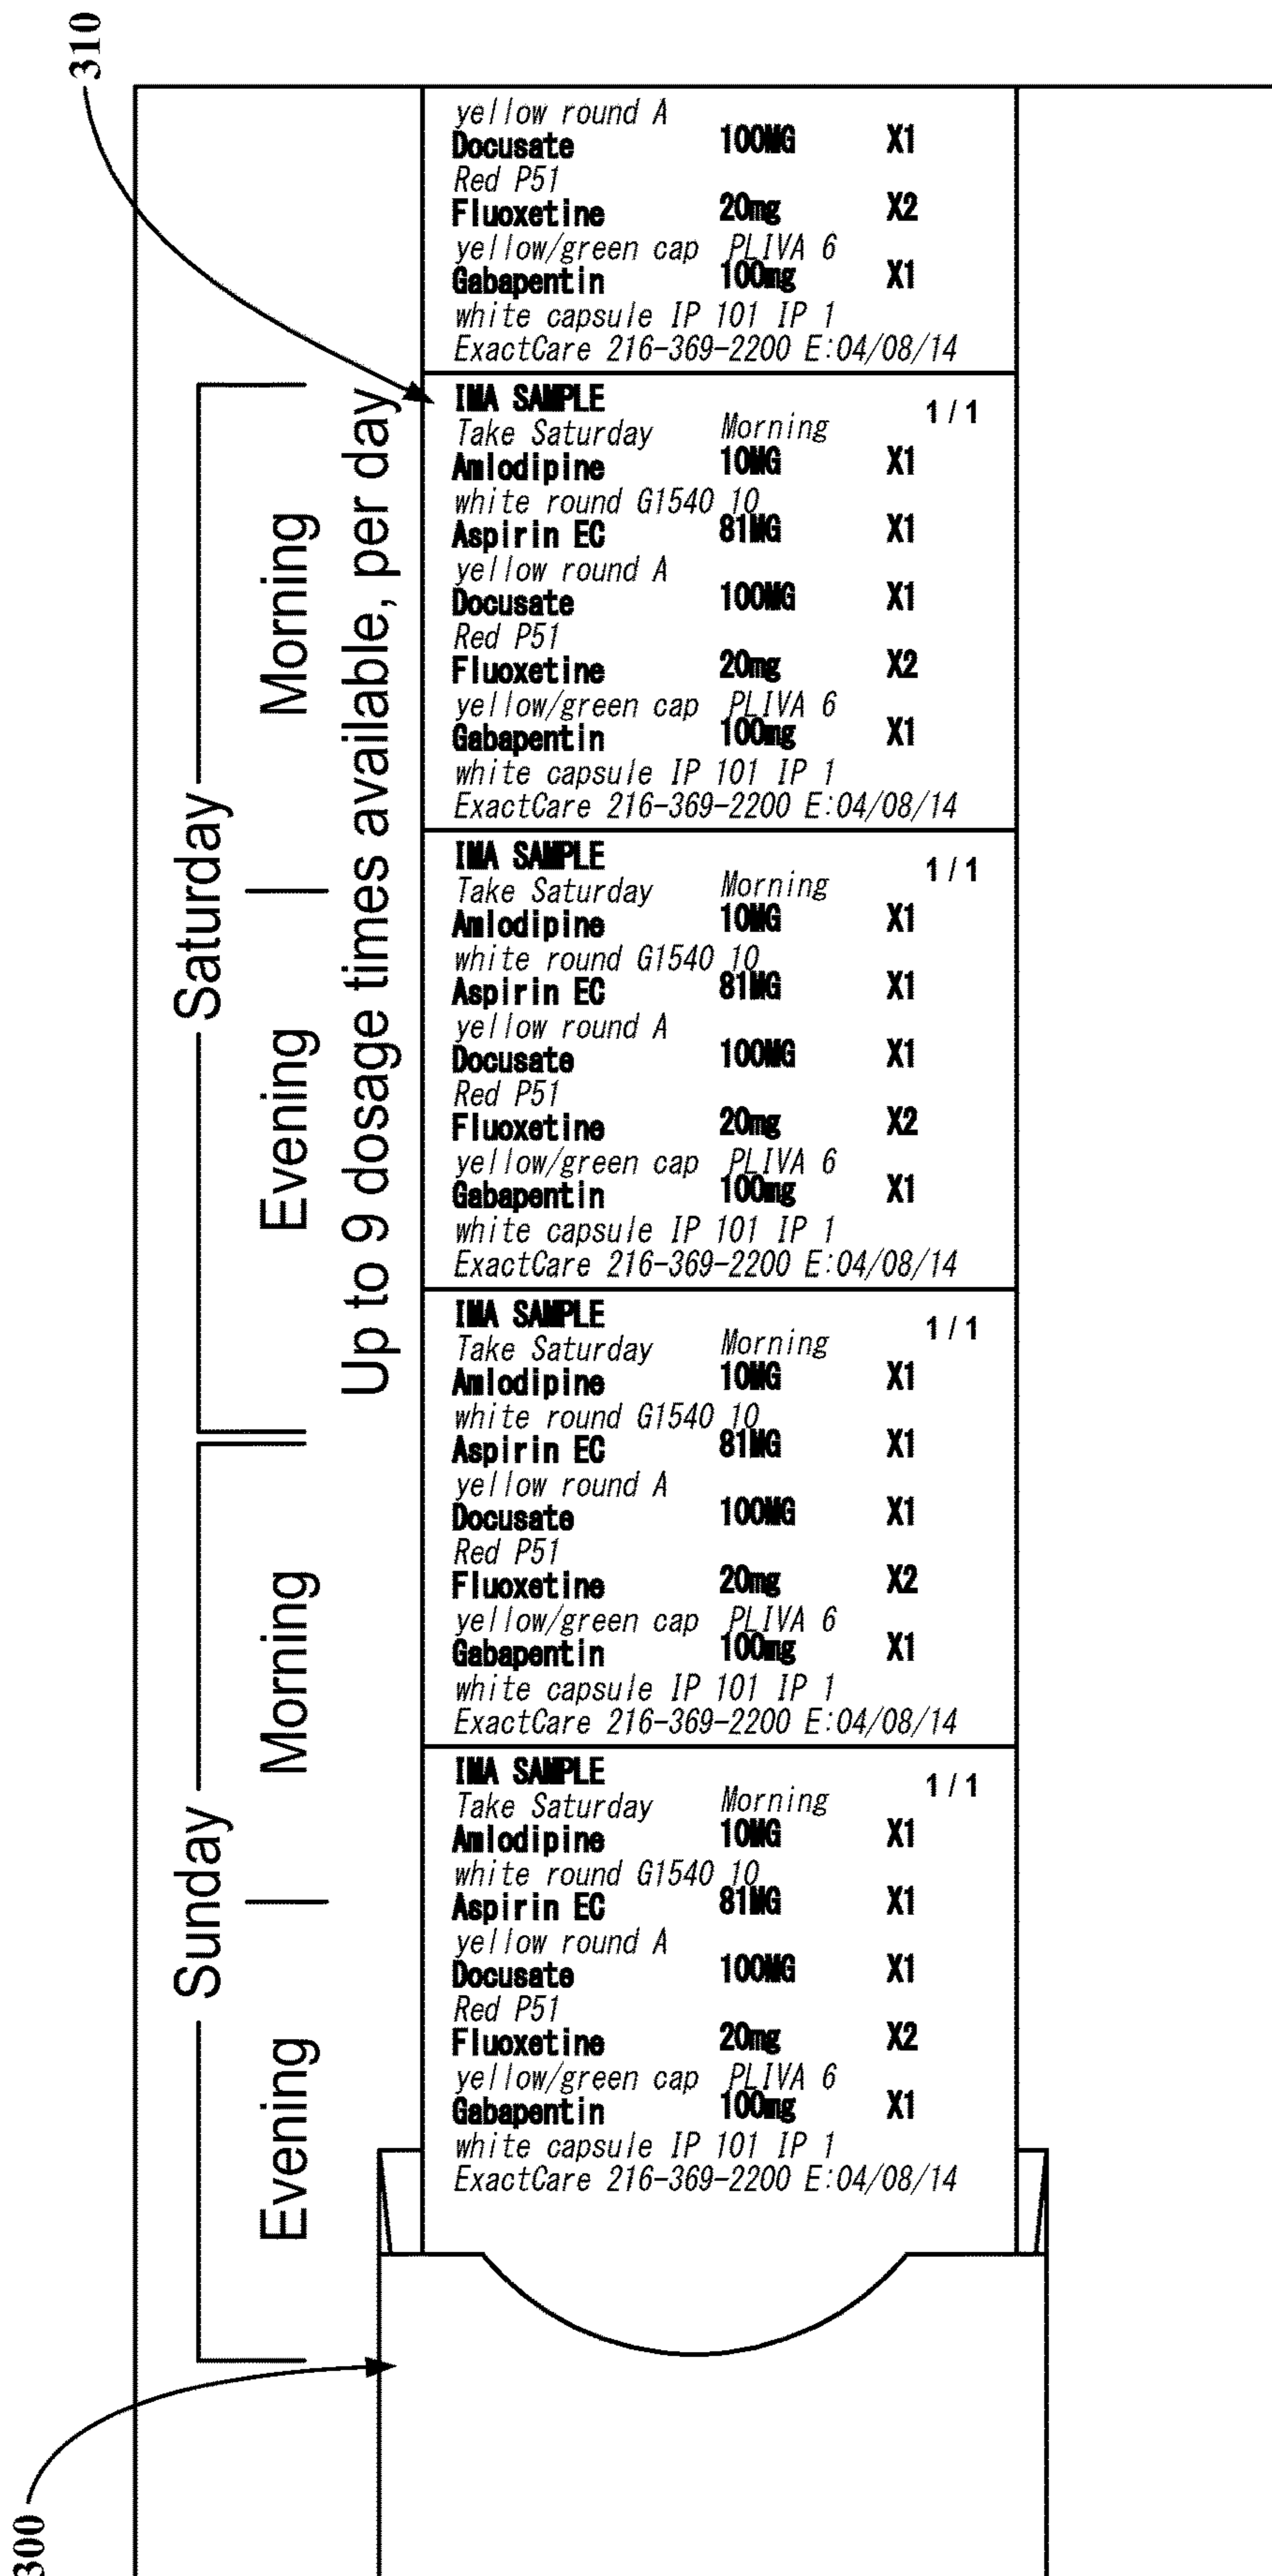 310
yellow round A
Docusate 100MG X1
Red P51
Fluoxetine 20mg X2
yellow/green cap PLIVA 6
Gabapentin 100mg X1
white capsule IP 101 IP 1
ExactCare 216-369-2200 E:04/08/14
Saturday
Morning
Evening
Up to 9 dosage times available, per day
IMA SAMPLE 1/1
Take Saturday Morning
Amlodipine 10MG X1
white round G1540 10
Aspirin EC 81MG X1
yellow round A
Docusate 100MG X1
Red P51
Fluoxetine 20mg X2
yellow/green cap PLIVA 6
Gabapentin 100mg X1
white capsule IP 101 IP 1
ExactCare 216-369-2200 E:04/08/14
IMA SAMPLE 1/1
Take Saturday Morning
Amlodipine 10MG X1
white round G1540 10
Aspirin EC 81MG X1
yellow round A
Docusate 100MG X1
Red P51
Fluoxetine 20mg X2
yellow/green cap PLIVA 6
Gabapentin 100mg X1
white capsule IP 101 IP 1
ExactCare 216-369-2200 E:04/08/14
Sunday
Morning
Evening
IMA SAMPLE 1/1
Take Saturday Morning
Amlodipine 10MG X1
white round G1540 10
Aspirin EC 81MG X1
yellow round A
Docusate 100MG X1
Red P51
Fluoxetine 20mg X2
yellow/green cap PLIVA 6
Gabapentin 100mg X1
white capsule IP 101 IP 1
ExactCare 216-369-2200 E:04/08/14
IMA SAMPLE 1/1
Take Saturday Morning
Amlodipine 10MG X1
white round G1540 10
Aspirin EC 81MG X1
yellow round A
Docusate 100MG X1
Red P51
Fluoxetine 20mg X2
yellow/green cap PLIVA 6
Gabapentin 100mg X1
white capsule IP 101 IP 1
ExactCare 216-369-2200 E:04/08/14
300